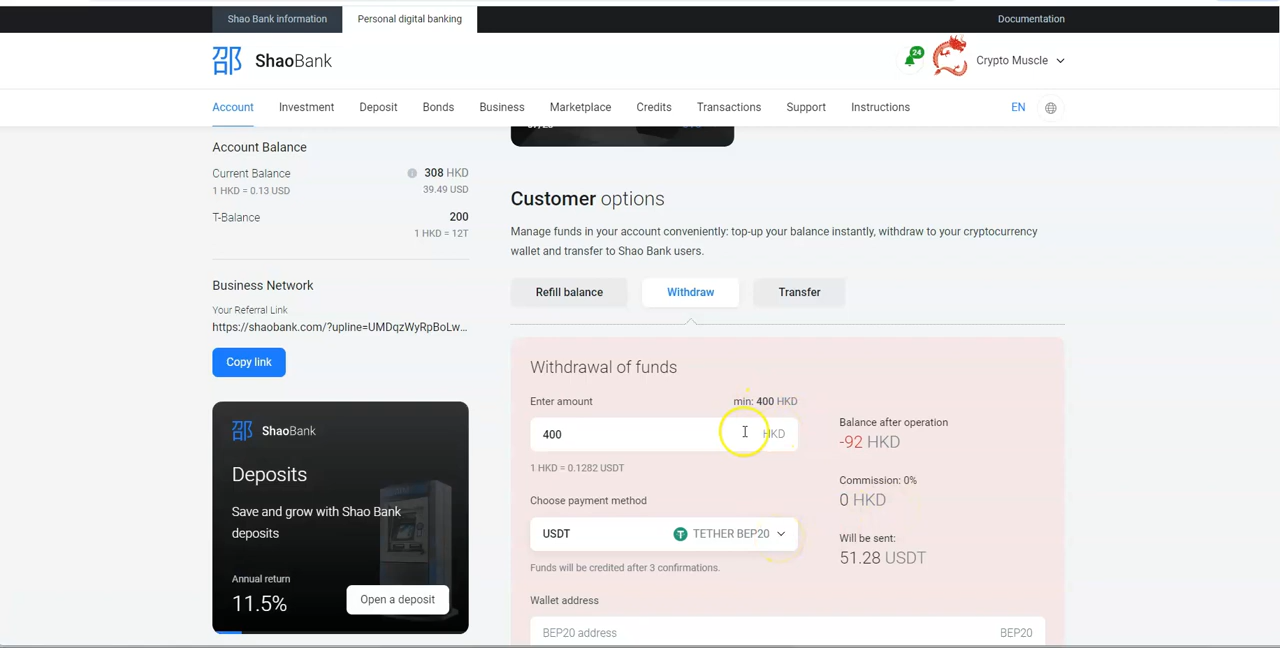 Shao Bank information
Personal digital banking
Documentation
邵 ShaoBank
24
Crypto Muscle
Account Investment Deposit Bonds Business Marketplace Credits Transactions Support Instructions
EN
Account Balance
Current Balance
308 HKD
1 HKD = 0.13 USD
39.49 USD
T-Balance
200
1 HKD = 12T
Business Network
Your Referral Link
https://shaobank.com/?upline=UMDqzWyRpBoLw...
Copy link
邵 ShaoBank
Deposits
Save and grow with Shao Bank
deposits
Annual return
11.5%
Open a deposit
Customer options
Manage funds in your account conveniently: top-up your balance instantly, withdraw to your cryptocurrency
wallet and transfer to Shao Bank users.
Refill balance
Withdraw
Transfer
Withdrawal of funds
Enter amount
min: 400 HKD
400
HKD
1 HKD = 0.1282 USDT
Choose payment method
USDT
TETHER BEP20
Funds will be credited after 3 confirmations.
Wallet address
BEP20 address
BEP20
Balance after operation
-92 HKD
Commission: 0%
0 HKD
Will be sent:
51.28 USDT